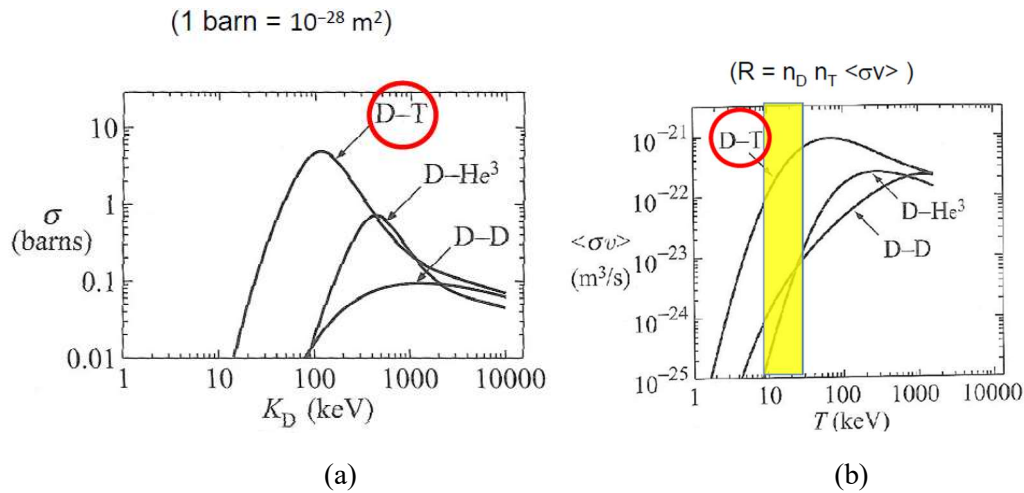 (1 barn = 10⁻²⁸ m²)
10
1
0.1
0.01
σ
(barns)
D–T
D–He³
D–D
1
10
100
1000
10000
K_D (keV)
(a)
(R = n_D n_T <σv> )
10⁻²¹
10⁻²²
10⁻²³
10⁻²⁴
10⁻²⁵
<σv>
(m³/s)
D–T
D–He³
D–D
1
10
100
1000
10000
T (keV)
(b)